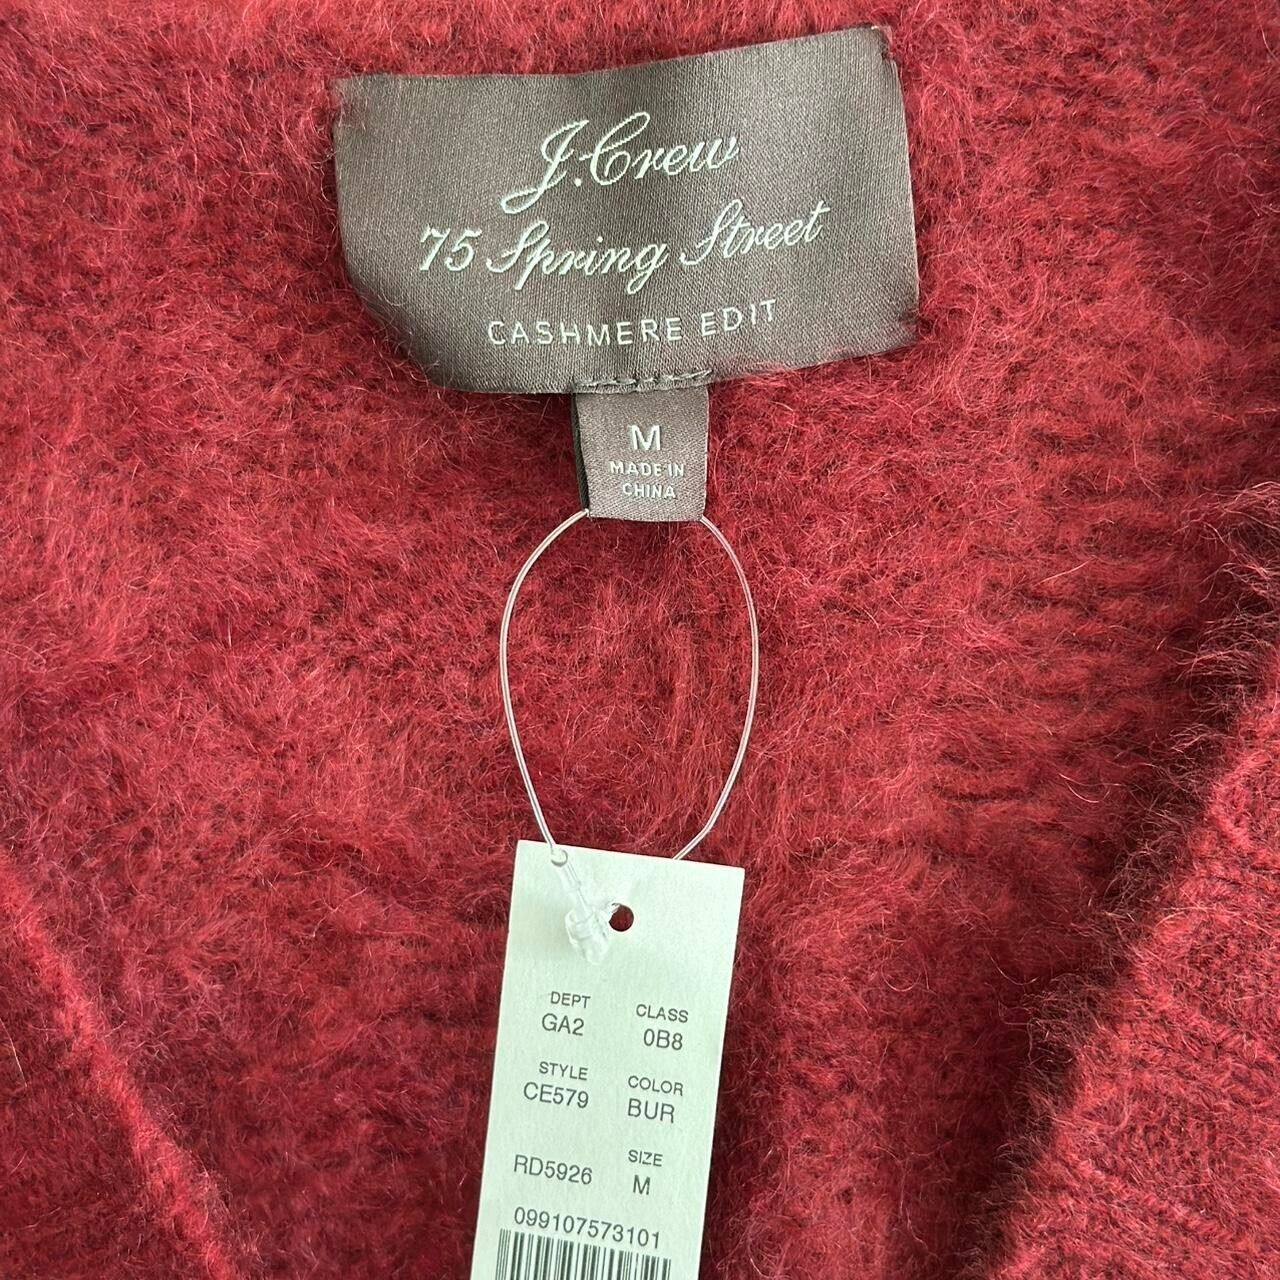 J.Crew
75 Spring Street
CASHMERE EDIT
M
MADE IN
CHINA
DEPT CLASS
GA2 0B8
STYLE COLOR
CE579 BUR
SIZE
RD5926 M
099107573101